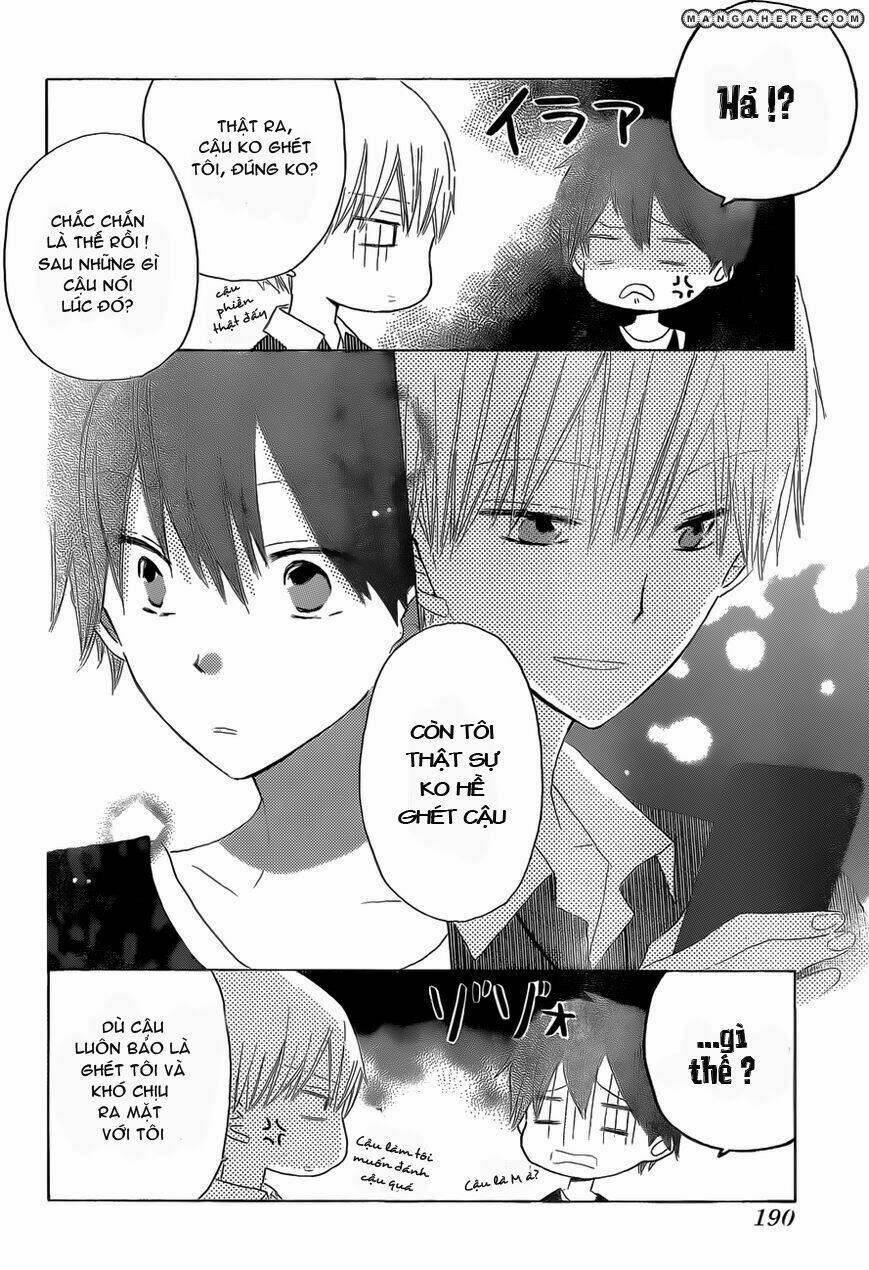 MANGAHERE.COM
Hả !?
イラァ
THẬT RA,
CẬU KO GHÉT
TÔI, ĐÚNG KO?
CHẮC CHẮN
LÀ THẾ RỒI !
SAU NHỮNG GÌ
CẬU NÓI
LÚC ĐÓ?
cậu
phiền
thật đấy
CÒN TÔI
THẬT SỰ
KO HỀ
GHÉT CẬU
...gì
thế ?
ゾゾォ
DÙ CẬU
LUÔN BẢO LÀ
GHÉT TÔI VÀ
KHÓ CHỊU
RA MẶT
VỚI TÔI
Cậu là M à?
Cậu làm tôi
muốn đánh
cậu quá
190